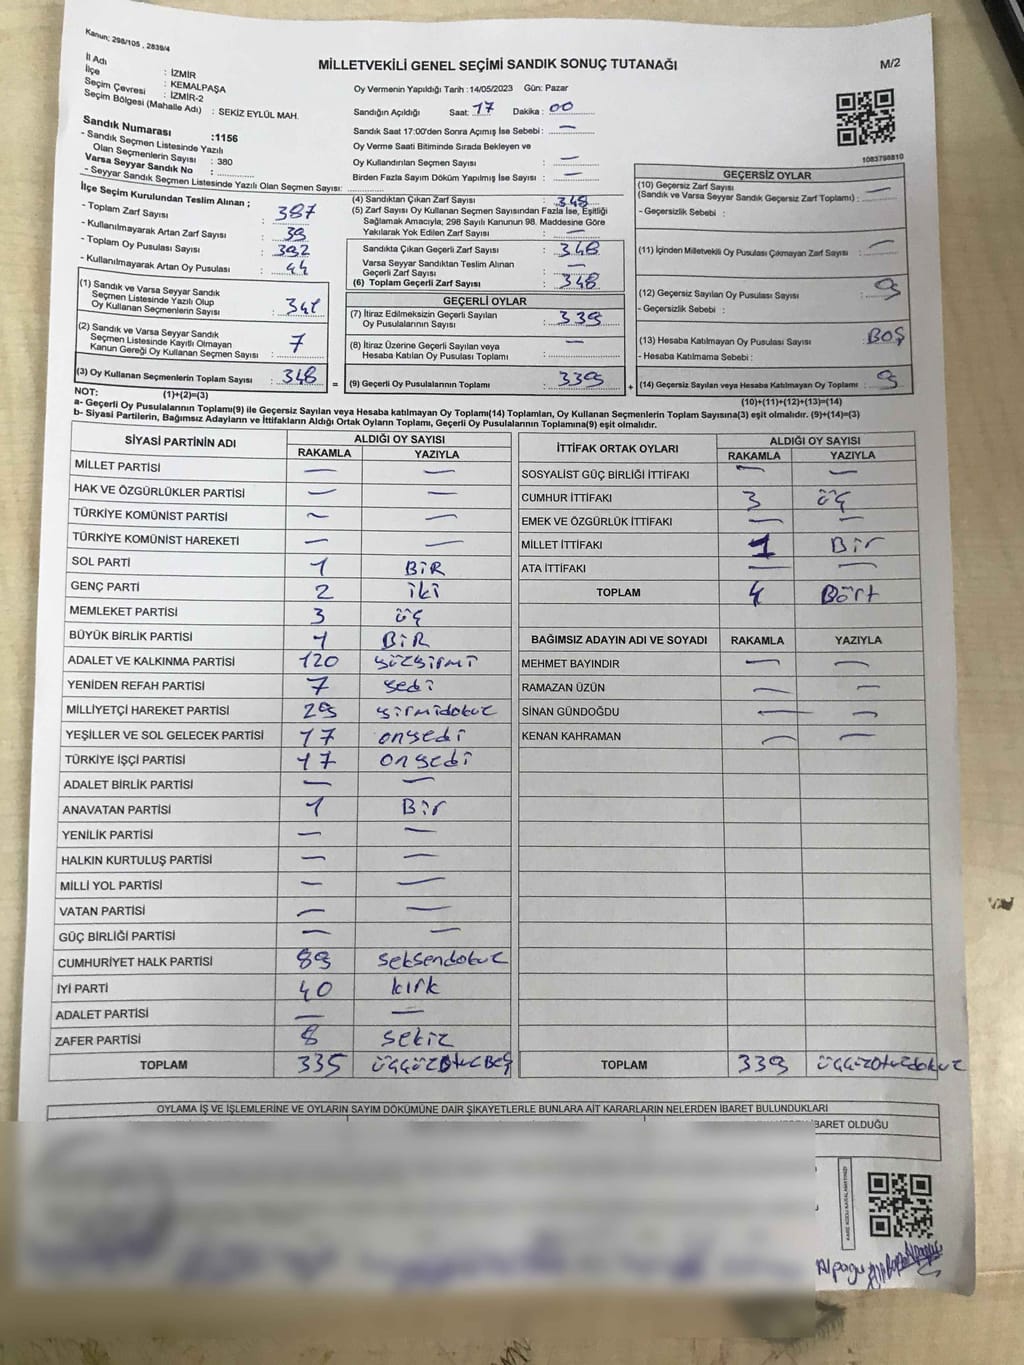 Kanun; 298/105 , 2839/4
MİLLETVEKİLİ GENEL SEÇİMİ SANDIK SONUÇ TUTANAĞI
M/2
İl Adı : İZMİR
İlçe : KEMALPAŞA
Seçim Çevresi : İZMİR-2
Seçim Bölgesi (Mahalle Adı) : SEKİZ EYLÜL MAH.
Sandık Numarası :1156
- Sandık Seçmen Listesinde Yazılı
Olan Seçmenlerin Sayısı : 380
Varsa Seyyar Sandık No :
- Seyyar Sandık Seçmen Listesinde Yazılı Olan Seçmen Sayısı:
Oy Vermenin Yapıldığı Tarih :14/05/2023 Gün: Pazar
Sandığın Açıldığı Saat: 17 Dakika : 00
Sandık Saat 17:00'den Sonra Açımış İse Sebebi : —
Oy Verme Saati Bitiminde Sırada Bekleyen ve
Oy Kullandırılan Seçmen Sayısı : —
Birden Fazla Sayım Döküm Yapılmış İse Sayısı : —
1083798810
İlçe Seçim Kurulundan Teslim Alınan ;
- Toplam Zarf Sayısı : 387
- Kullanılmayarak Artan Zarf Sayısı : 39
- Toplam Oy Pusulası Sayısı : 392
- Kullanılmayarak Artan Oy Pusulası : 44
(1) Sandık ve Varsa Seyyar Sandık
Seçmen Listesinde Yazılı Olup
Oy Kullanan Seçmenlerin Sayısı : 341
(2) Sandık ve Varsa Seyyar Sandık
Seçmen Listesinde Kayıtlı Olmayan
Kanun Gereği Oy Kullanan Seçmen Sayısı : 7
(3) Oy Kullanan Seçmenlerin Toplam Sayısı : 348
(1)+(2)=(3)
(4) Sandıktan Çıkan Zarf Sayısı : 348
(5) Zarf Sayısı Oy Kullanan Seçmen Sayısından Fazla İse, Eşitliği
Sağlamak Amacıyla; 298 Sayılı Kanunun 98. Maddesine Göre
Yakılarak Yok Edilen Zarf Sayısı : —
Sandıkta Çıkan Geçerli Zarf Sayısı : 348
Varsa Seyyar Sandıktan Teslim Alınan
Geçerli Zarf Sayısı : —
(6) Toplam Geçerli Zarf Sayısı : 348
GEÇERLİ OYLAR
(7) İtiraz Edilmeksizin Geçerli Sayılan
Oy Pusulalarının Sayısı : 339
(8) İtiraz Üzerine Geçerli Sayılan veya
Hesaba Katılan Oy Pusulası Toplamı : —
= (9) Geçerli Oy Pusulalarının Toplamı : 339
GEÇERSİZ OYLAR
(10) Geçersiz Zarf Sayısı
(Sandık ve Varsa Seyyar Sandık Geçersiz Zarf Toplamı) : —
- Geçersizlik Sebebi :
(11) İçinden Milletvekili Oy Pusulası Çıkmayan Zarf Sayısı : —
(12) Geçersiz Sayılan Oy Pusulası Sayısı : 9
- Geçersizlik Sebebi :
(13) Hesaba Katılmayan Oy Pusulası Sayısı : BOŞ
- Hesaba Katılmama Sebebi :
+ (14) Geçersiz Sayılan veya Hesaba Katılmayan Oy Toplamı : 9
(10)+(11)+(12)+(13)=(14)
NOT:
a- Geçerli Oy Pusulalarının Toplamı(9) ile Geçersiz Sayılan veya Hesaba katılmayan Oy Toplamı(14) Toplamları, Oy Kullanan Seçmenlerin Toplam Sayısına(3) eşit olmalıdır. (9)+(14)=(3)
b- Siyasi Partilerin, Bağımsız Adayların ve İttifakların Aldığı Ortak Oyların Toplamı, Geçerli Oy Pusulalarının Toplamına(9) eşit olmalıdır.
SİYASİ PARTİNİN ADI ALDIĞI OY SAYISI
RAKAMLA YAZIYLA
MİLLET PARTİSİ — —
HAK VE ÖZGÜRLÜKLER PARTİSİ — —
TÜRKİYE KOMÜNİST PARTİSİ — —
TÜRKİYE KOMÜNİST HAREKETİ — —
SOL PARTİ 1 BİR
GENÇ PARTİ 2 iki
MEMLEKET PARTİSİ 3 üç
BÜYÜK BİRLİK PARTİSİ 1 BİR
ADALET VE KALKINMA PARTİSİ 120 yüzyirmi
YENİDEN REFAH PARTİSİ 7 yedi
MİLLİYETÇİ HAREKET PARTİSİ 29 yirmidokuz
YEŞİLLER VE SOL GELECEK PARTİSİ 17 onyedi
TÜRKİYE İŞÇİ PARTİSİ 17 onyedi
ADALET BİRLİK PARTİSİ — —
ANAVATAN PARTİSİ 1 Bir
YENİLİK PARTİSİ — —
HALKIN KURTULUŞ PARTİSİ — —
MİLLİ YOL PARTİSİ — —
VATAN PARTİSİ — —
GÜÇ BİRLİĞİ PARTİSİ — —
CUMHURİYET HALK PARTİSİ 89 seksendokuz
İYİ PARTİ 40 kırk
ADALET PARTİSİ — —
ZAFER PARTİSİ 8 sekiz
TOPLAM 335 üççüzotuzBeş
İTTİFAK ORTAK OYLARI ALDIĞI OY SAYISI
RAKAMLA YAZIYLA
SOSYALİST GÜÇ BİRLİĞİ İTTİFAKI — —
CUMHUR İTTİFAKI 3 üç
EMEK VE ÖZGÜRLÜK İTTİFAKI — —
MİLLET İTTİFAKI 1 Bir
ATA İTTİFAKI — —
TOPLAM 4 Dört
BAĞIMSIZ ADAYIN ADI VE SOYADI RAKAMLA YAZIYLA
MEHMET BAYINDIR — —
RAMAZAN ÜZÜN — —
SİNAN GÜNDOĞDU — —
KENAN KAHRAMAN — —
TOPLAM 339 üççüzotuzdokuz
OYLAMA İŞ VE İŞLEMLERİNE VE OYLARIN SAYIM DÖKÜMÜNE DAİR ŞİKAYETLERLE BUNLARA AİT KARARLARIN NELERDEN İBARET BULUNDUKLARI
BARET OLDUĞU
Alpagu